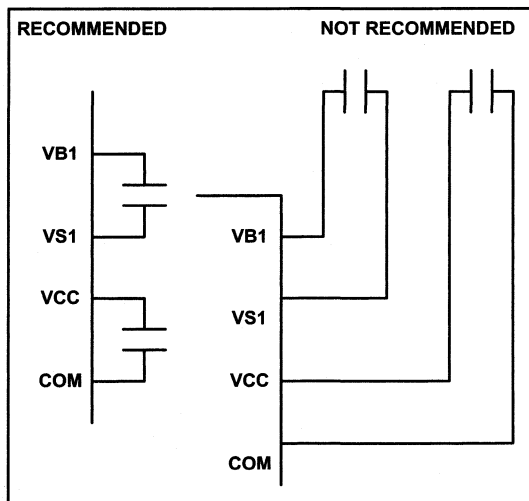 RECOMMENDED
NOT RECOMMENDED
VB1
VS1
VCC
COM
VB1
VS1
VCC
COM